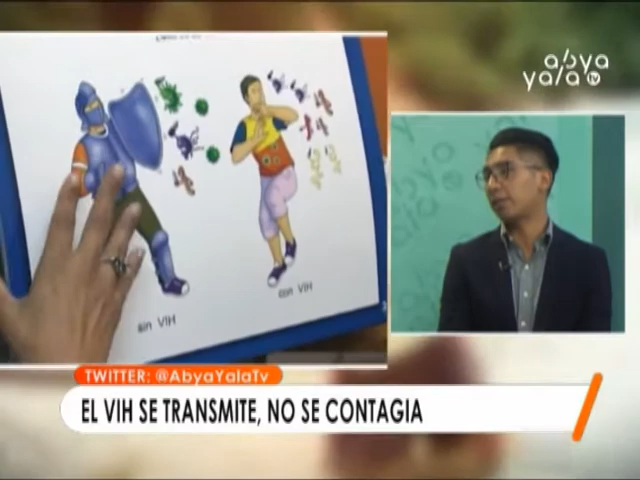 abya
yala tv
sin VIH
con VIH
TWITTER: @AbyaYalaTv
EL VIH SE TRANSMITE, NO SE CONTAGIA